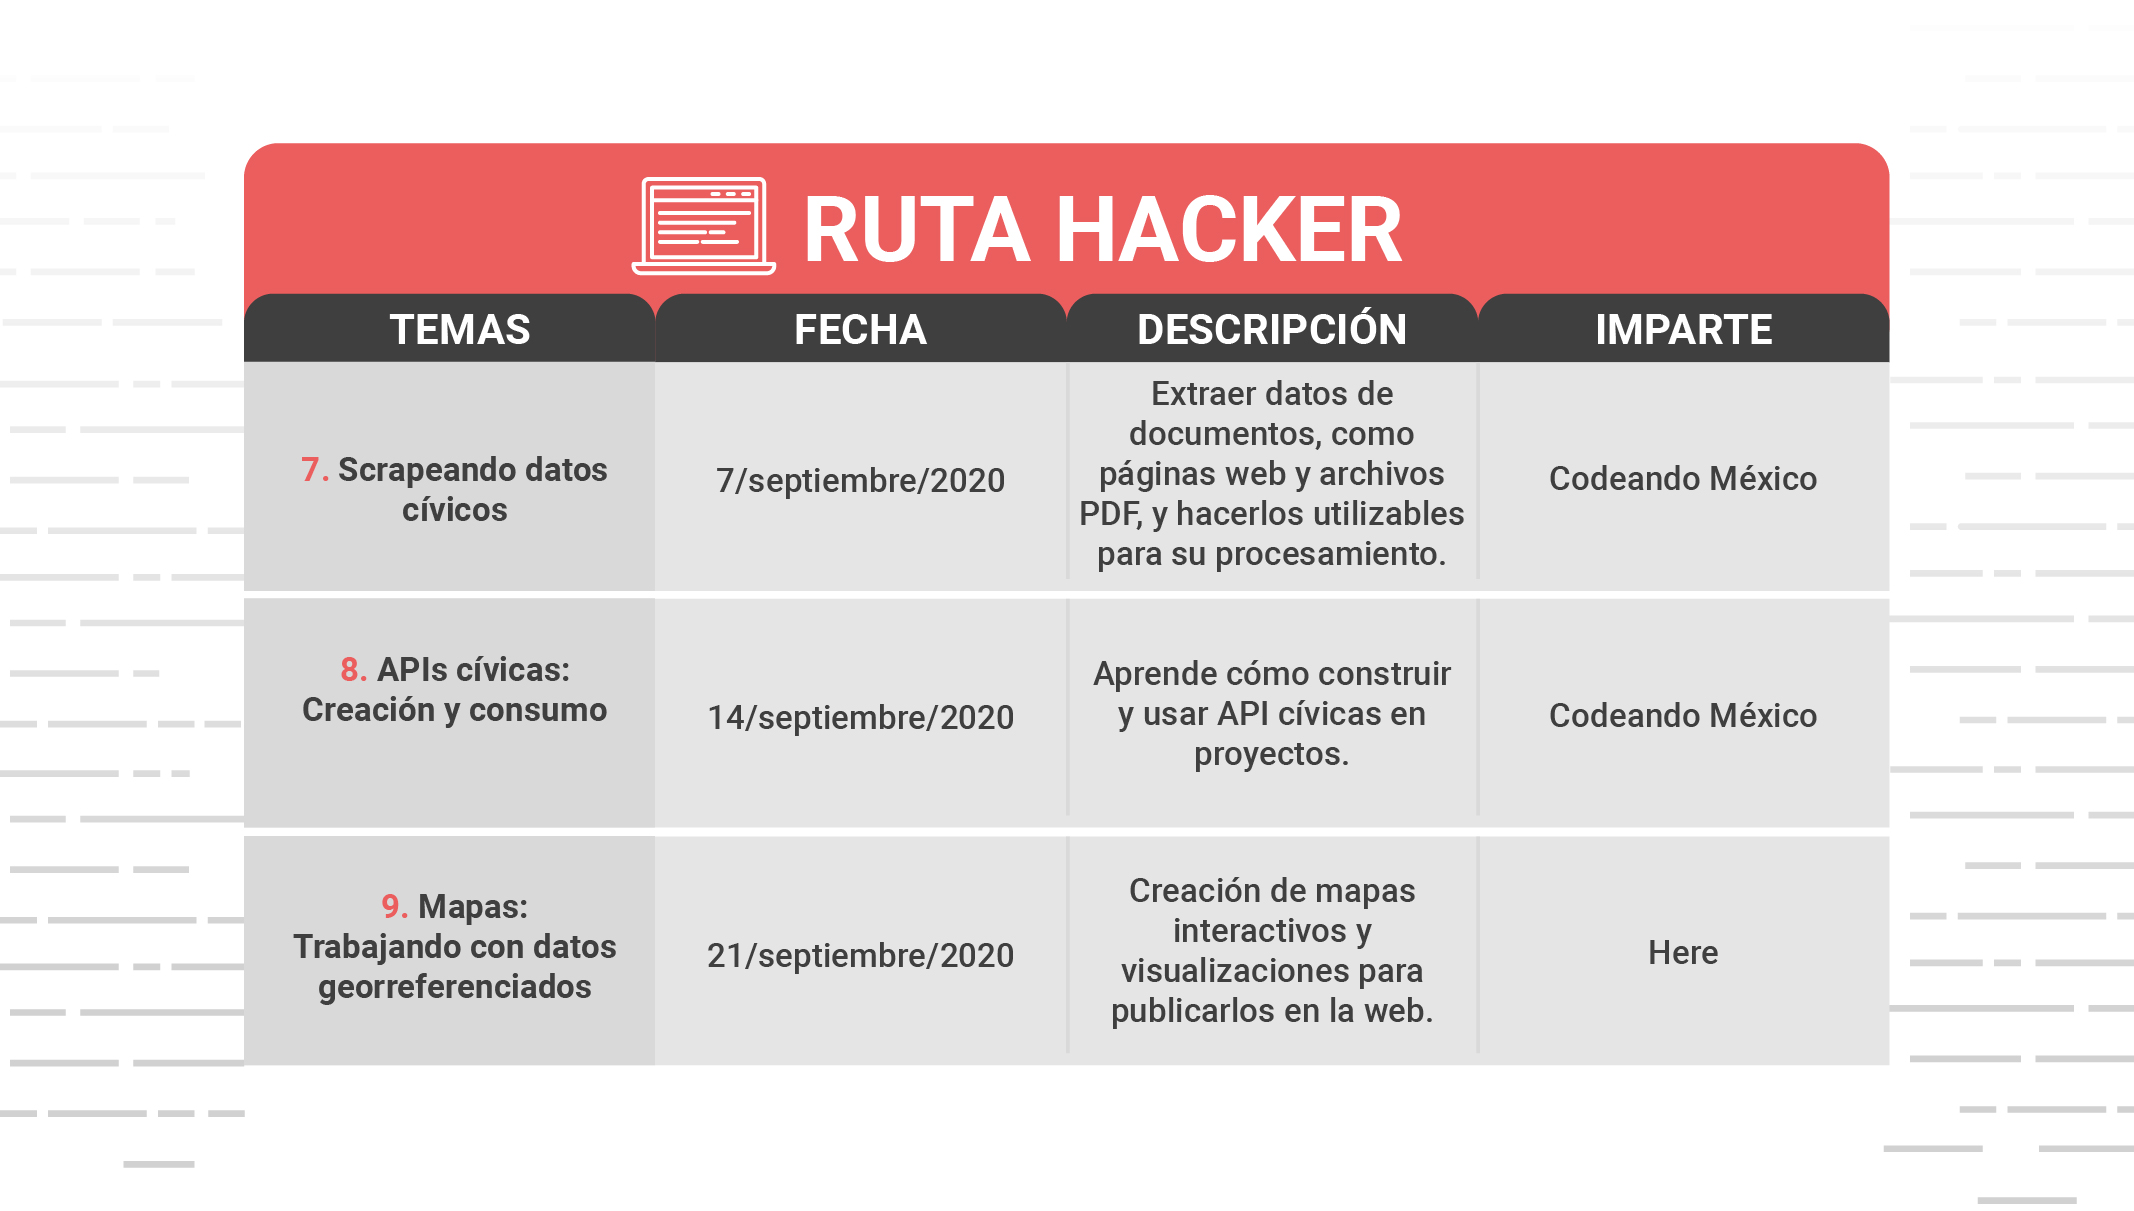 RUTA HACKER
TEMAS
FECHA
DESCRIPCIÓN
IMPARTE
7. Scrapeando datos
cívicos
7/septiembre/2020
Extraer datos de
documentos, como
páginas web y archivos
PDF, y hacerlos utilizables
para su procesamiento.
Codeando México
8. APIs cívicas:
Creación y consumo
14/septiembre/2020
Aprende cómo construir
y usar API cívicas en
proyectos.
Codeando México
9. Mapas:
Trabajando con datos
georreferenciados
21/septiembre/2020
Creación de mapas
interactivos y
visualizaciones para
publicarlos en la web.
Here